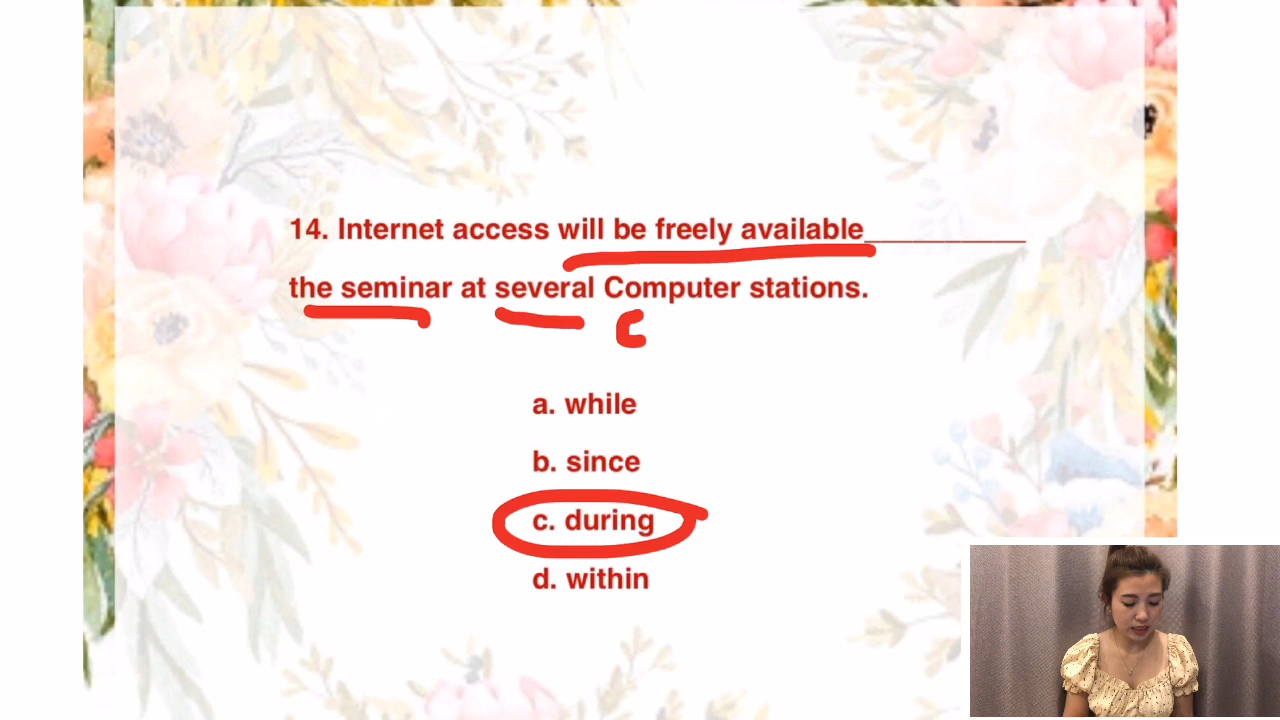 14. Internet access will be freely available__________
the seminar at several Computer stations.
c
a. while
b. since
c. during
d. within